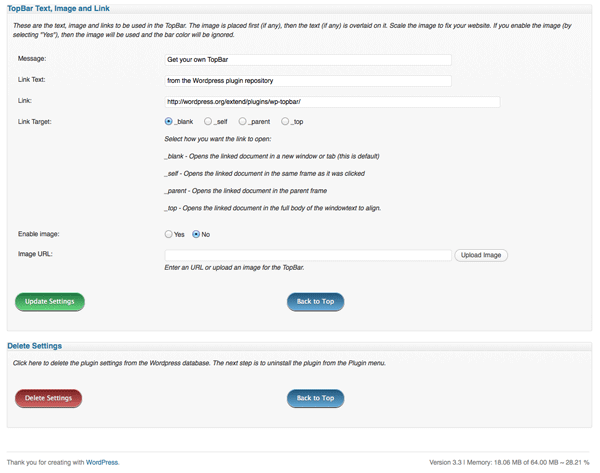 TopBar Text, Image and Link
These are the text, image and links to be used in the TopBar. The image is placed first (if any), then the text (if any) is overlaid on it. Scale the image to fix your website. If you enable the image (by
selecting "Yes"), then the image will be used and the bar color will be ignored.
Message: Get your own TopBar
Link Text: from the Wordpress plugin repository
Link: http://wordpress.org/extend/plugins/wp-topbar/
Link Target: _blank _self _parent _top
Select how you want the link to open:
_blank - Opens the linked document in a new window or tab (this is default)
_self - Opens the linked document in the same frame as it was clicked
_parent - Opens the linked document in the parent frame
_top - Opens the linked document in the full body of the windowtext to align.
Enable image: Yes No
Image URL: Upload Image
Enter an URL or upload an image for the TopBar.
Update Settings Back to Top
Delete Settings
Click here to delete the plugin settings from the Wordpress database. The next step is to uninstall the plugin from the Plugin menu.
Delete Settings Back to Top
Thank you for creating with WordPress. Version 3.3 | Memory: 18.06 MB of 64.00 MB ~ 28.21 %